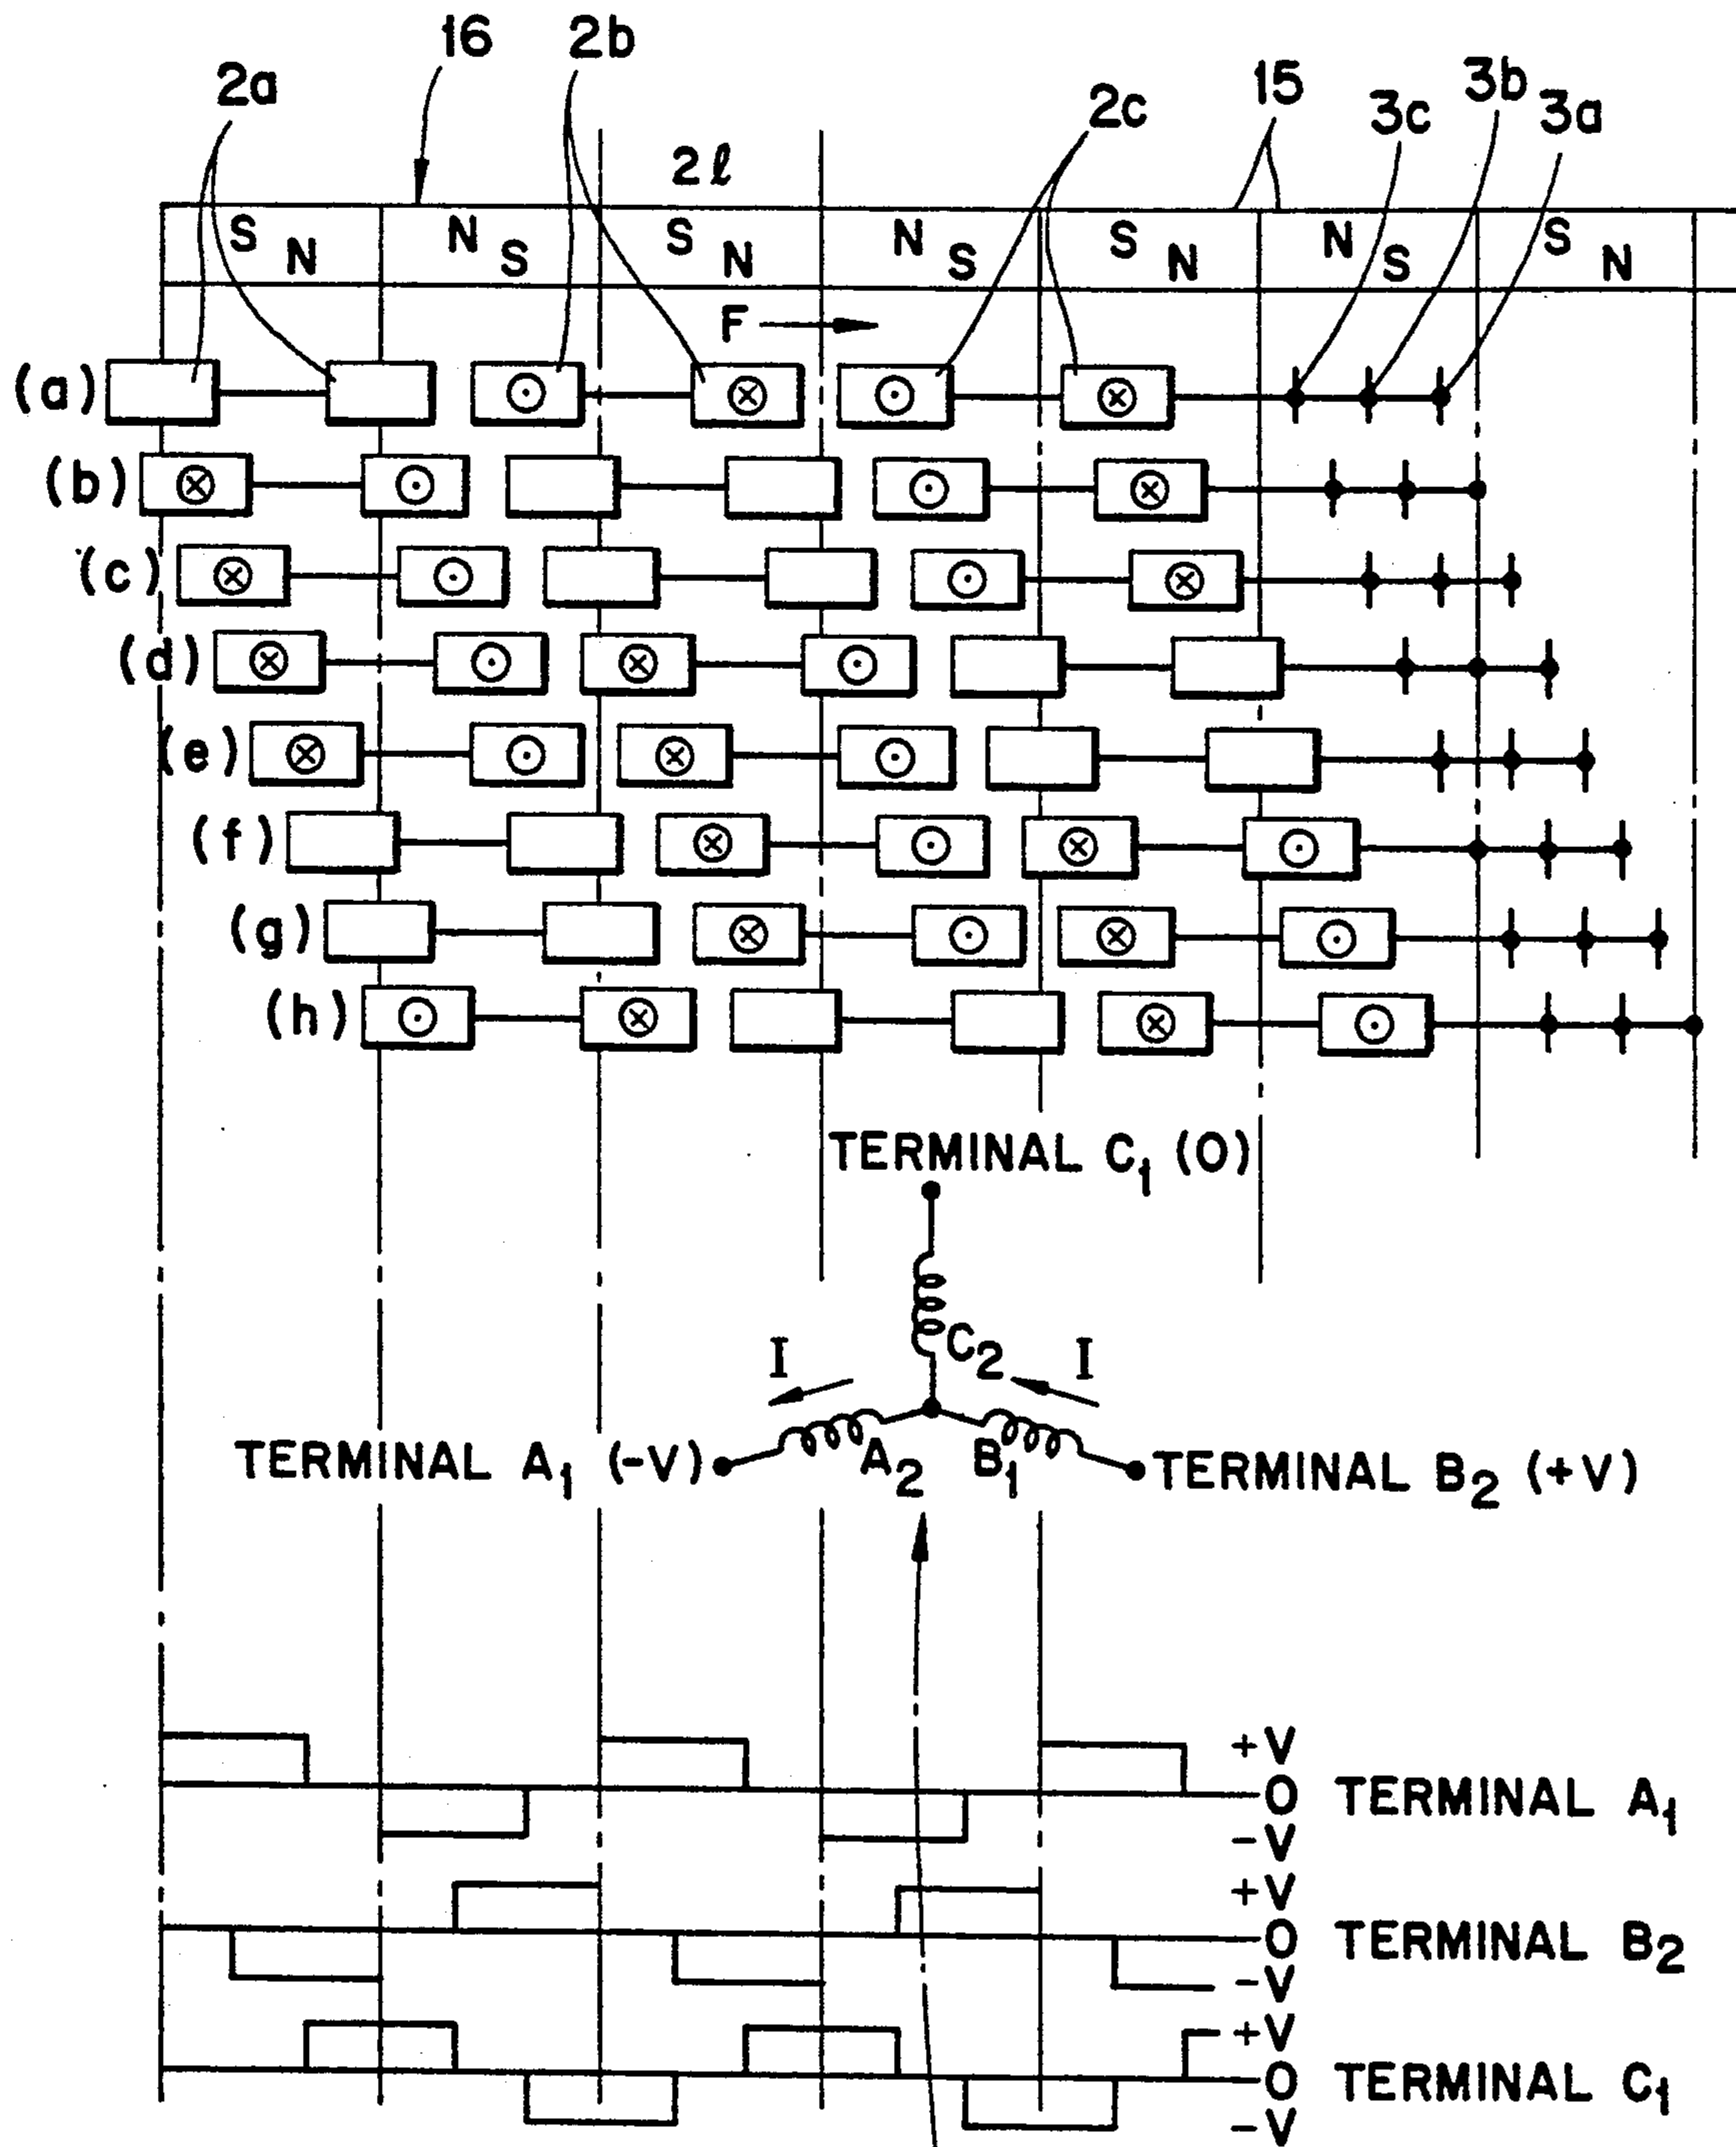 16 2b
2a 2c 15 3c 3b 3a
2ℓ
S N N S S N N S S N N S S N
F
(a) ⊙ ⊗ ⊙ ⊗
(b) ⊗ ⊙ ⊙ ⊗
(c) ⊗ ⊙ ⊙ ⊗
(d) ⊗ ⊙ ⊗ ⊙
(e) ⊗ ⊙ ⊗ ⊙
(f) ⊗ ⊙ ⊗ ⊙
(g) ⊗ ⊙ ⊗ ⊙
(h) ⊙ ⊗ ⊗ ⊙
TERMINAL C1 (O)
I C2 I
TERMINAL A1 (-V) A2 B1 TERMINAL B2 (+V)
+V
O TERMINAL A1
-V
+V
O TERMINAL B2
-V
+V
O TERMINAL C1
-V